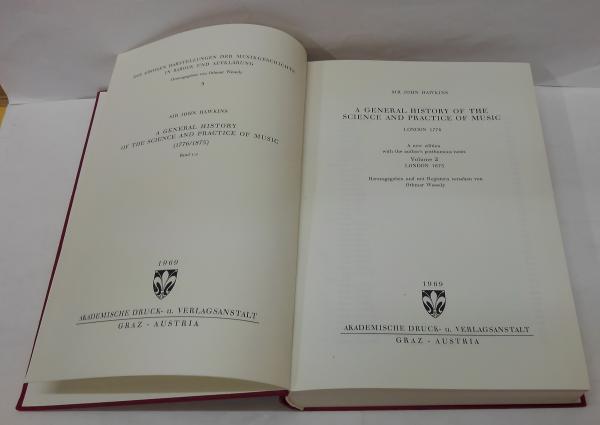 DIE GROSSEN DARSTELLUNGEN DER MUSIKGESCHICHTE
IN BAROCK UND AUFKLÄRUNG
Herausgegeben von Othmar Wessely
SIR JOHN HAWKINS
A GENERAL HISTORY
OF THE SCIENCE AND PRACTICE OF MUSIC
(1776/1875)
1969
AKADEMISCHE DRUCK- u. VERLAGSANSTALT
GRAZ - AUSTRIA
SIR JOHN HAWKINS
A GENERAL HISTORY OF THE
SCIENCE AND PRACTICE OF MUSIC
LONDON 1776
A new edition
with the author's posthumous notes
Volume 2
LONDON 1875
Herausgegeben und mit Registern versehen von
Othmar Wessely
1969
AKADEMISCHE DRUCK- u. VERLAGSANSTALT
GRAZ - AUSTRIA